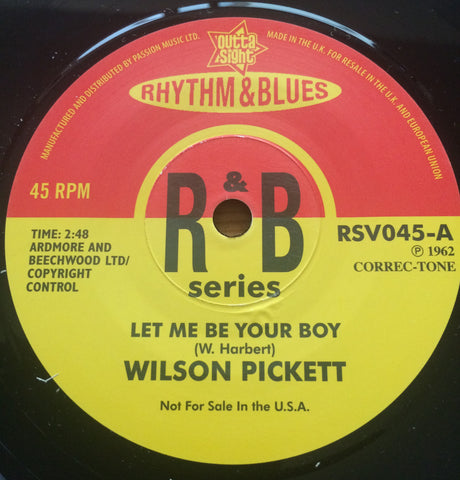 outta
sight
MANUFACTURED AND DISTRIBUTED BY PASSION MUSIC LTD.
MADE IN THE U.K. FOR RESALE IN THE U.K. AND EUROPEAN UNION
RHYTHM & BLUES
45 RPM
R & B
series
TIME: 2:48
ARDMORE AND
BEECHWOOD LTD/
COPYRIGHT
CONTROL
RSV045-A
℗ 1962
CORREC-TONE
LET ME BE YOUR BOY
(W. Harbert)
WILSON PICKETT
Not For Sale In the U.S.A.